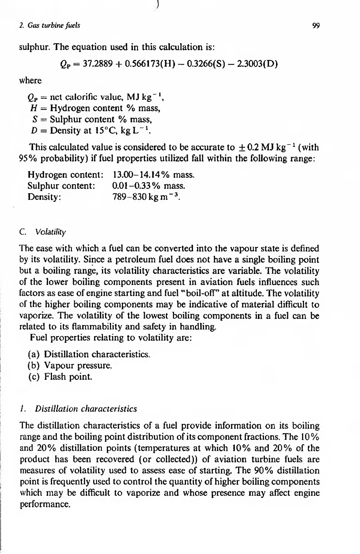 2. Gas turbine fuels 99
sulphur. The equation used in this calculation is:
Qₚ = 37.2889 + 0.566173(H) − 0.3266(S) − 2.3003(D)
where
Qₚ = net calorific value, MJ kg⁻¹,
H = Hydrogen content % mass,
S = Sulphur content % mass,
D = Density at 15°C, kg L⁻¹.
This calculated value is considered to be accurate to ± 0.2 MJ kg⁻¹ (with
95% probability) if fuel properties utilized fall within the following range:
Hydrogen content: 13.00–14.14% mass.
Sulphur content: 0.01–0.33% mass.
Density: 789–830 kg m⁻³.
C. Volatility
The ease with which a fuel can be converted into the vapour state is defined
by its volatility. Since a petroleum fuel does not have a single boiling point
but a boiling range, its volatility characteristics are variable. The volatility
of the lower boiling components present in aviation fuels influences such
factors as ease of engine starting and fuel "boil-off" at altitude. The volatility
of the higher boiling components may be indicative of material difficult to
vaporize. The volatility of the lowest boiling components in a fuel can be
related to its flammability and safety in handling.
Fuel properties relating to volatility are:
(a) Distillation characteristics.
(b) Vapour pressure.
(c) Flash point.
1. Distillation characteristics
The distillation characteristics of a fuel provide information on its boiling
range and the boiling point distribution of its component fractions. The 10%
and 20% distillation points (temperatures at which 10% and 20% of the
product has been recovered (or collected)) of aviation turbine fuels are
measures of volatility used to assess ease of starting. The 90% distillation
point is frequently used to control the quantity of higher boiling components
which may be difficult to vaporize and whose presence may affect engine
performance.